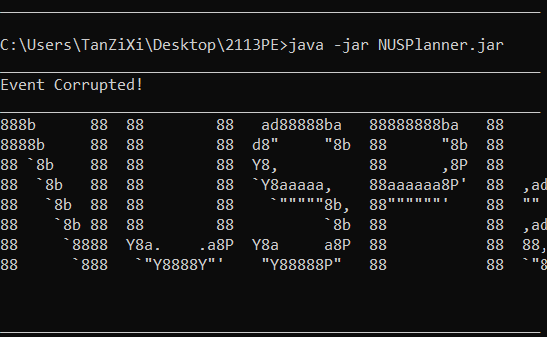 C:\Users\TanZiXi\Desktop\2113PE>java -jar NUSPlanner.jar
Event Corrupted!
888b      88  88        88   ad88888ba   88888888ba   88
8888b     88  88        88  d8"     "8b  88      "8b  88
88 `8b    88  88        88  Y8,          88      ,8P  88
88  `8b   88  88        88  `Y8aaaaa,    88aaaaaa8P'  88  ,ad
88   `8b  88  88        88    `"""""8b,  88""""""'    88  ""
88    `8b 88  88        88          `8b  88           88  ,ad
88     `8888  Y8a.    .a8P  Y8a     a8P  88           88  88,
88      `888   `"Y8888Y"'    "Y88888P"   88           88  `"8